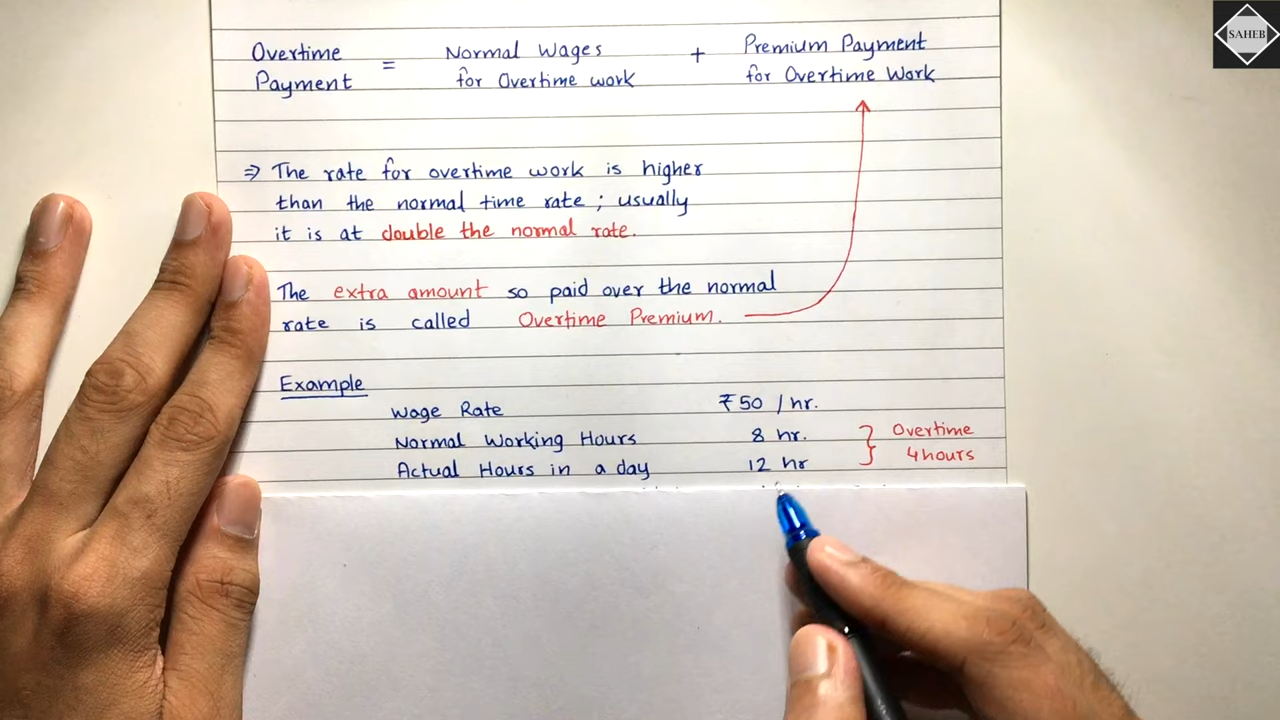 SAHEB
Overtime Payment = Normal Wages for Overtime work + Premium Payment for Overtime Work
⇒ The rate for overtime work is higher
than the normal time rate ; usually
it is at double the normal rate.
The extra amount so paid over the normal
rate is called Overtime Premium.
Example
Wage Rate ₹50 / hr.
Normal Working Hours 8 hr.
Actual Hours in a day 12 hr
} Overtime
4 hours